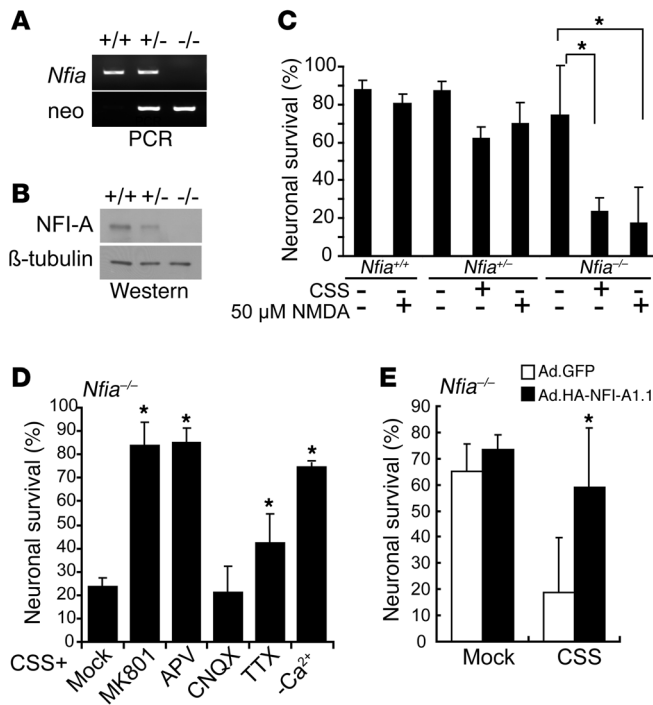 A
+/+ +/- -/-
Nfia
neo
PCR
B
+/+ +/- -/-
NFI-A
ß-tubulin
Western
C
Neuronal survival (%)
100
80
60
40
20
0
* *
Nfia+/+ Nfia+/– Nfia–/–
CSS - - - + - - + -
50 µM NMDA - + - - + - - +
D
Nfia–/–
Neuronal survival (%)
100
90
80
70
60
50
40
30
20
10
0
* * * *
CSS+ Mock MK801 APV CNQX TTX -Ca2+
E
Nfia–/–
Ad.GFP
Ad.HA-NFI-A1.1
Neuronal survival (%)
90
80
70
60
50
40
30
20
10
0
*
Mock CSS